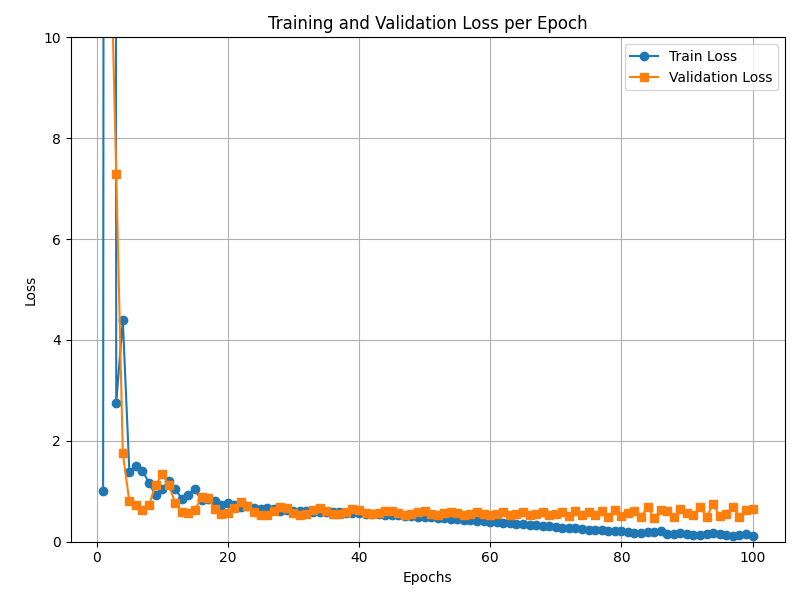 Training and Validation Loss per Epoch
Train Loss
Validation Loss
10
8
6
4
2
0
Loss
0 20 40 60 80 100
Epochs